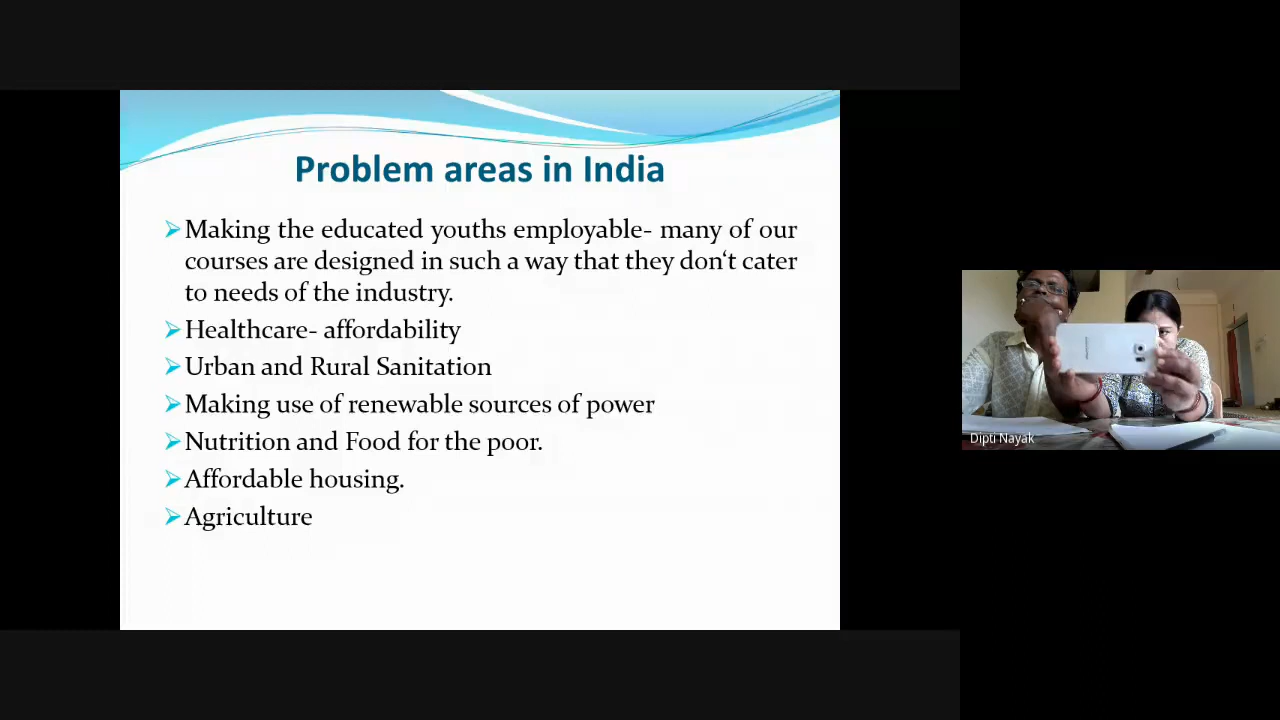 Problem areas in India
Making the educated youths employable- many of our
courses are designed in such a way that they don‘t cater
to needs of the industry.
Healthcare- affordability
Urban and Rural Sanitation
Making use of renewable sources of power
Nutrition and Food for the poor.
Affordable housing.
Agriculture
Dipti Nayak